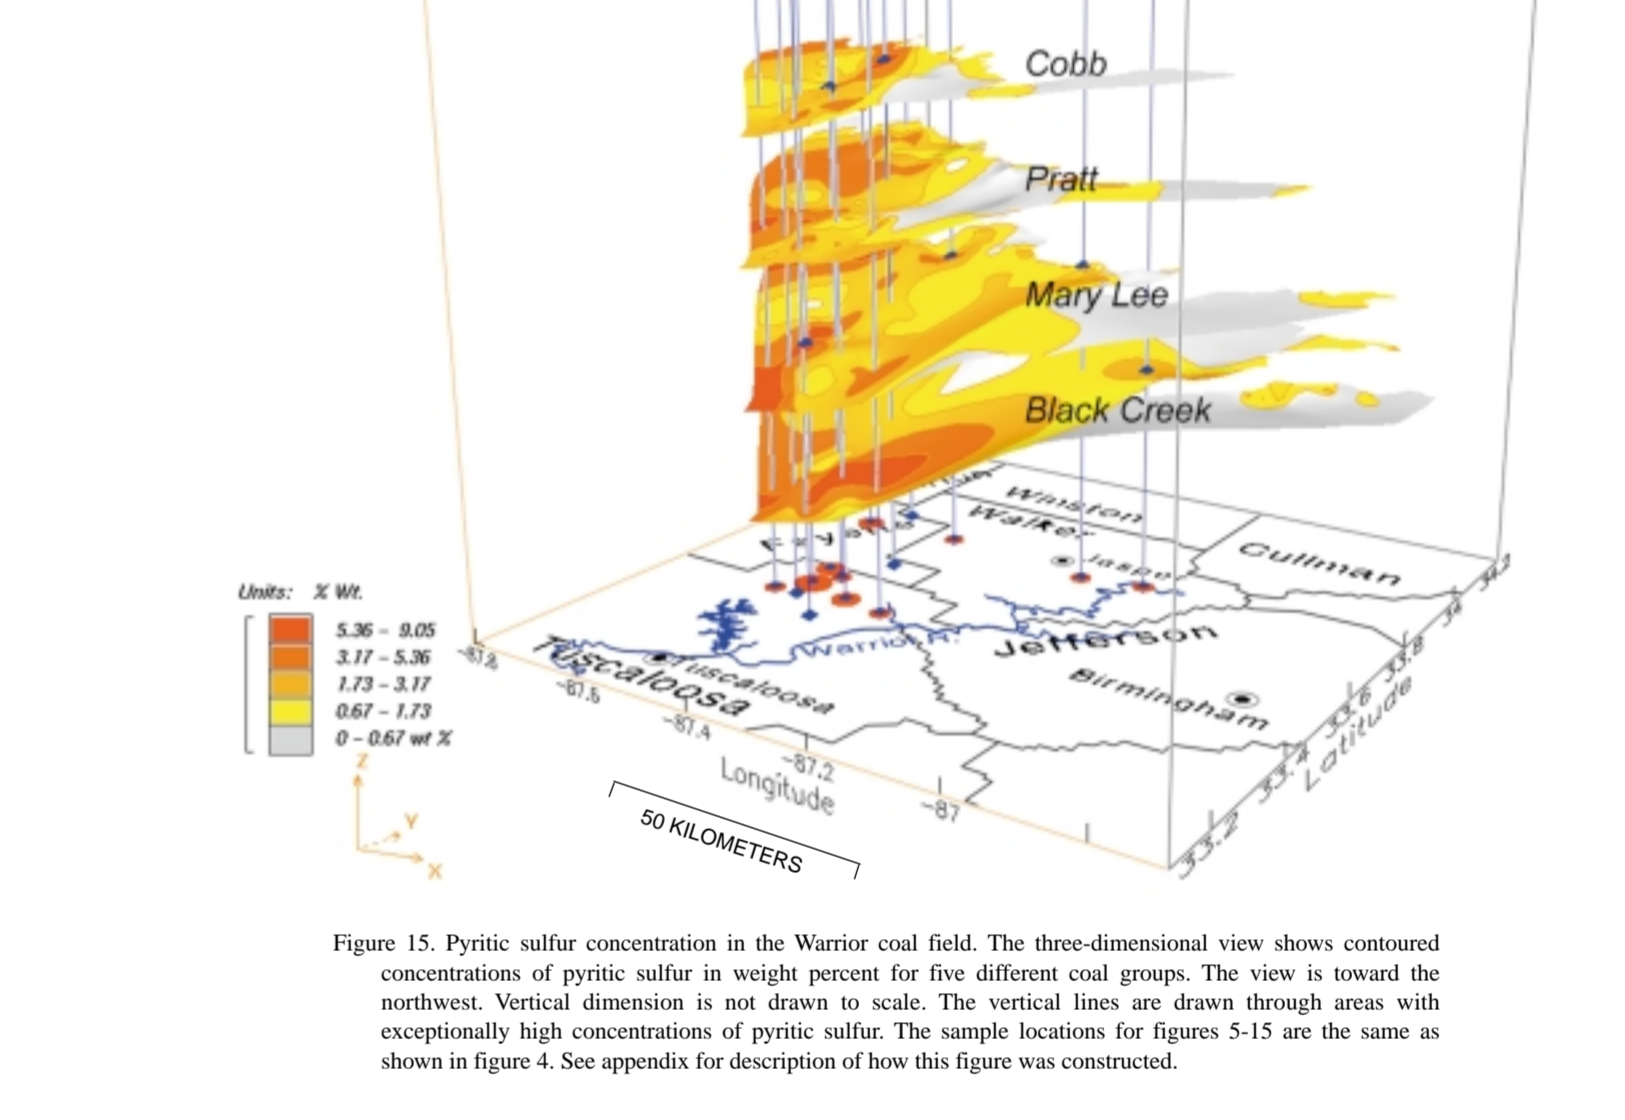 Cobb
Pratt
Mary Lee
Black Creek
Winston
Walker
Jasper
Cullman
Fayette
Units: % Wt.
5.36 - 9.05
3.17 - 5.36
1.73 - 3.17
0.67 - 1.73
0 - 0.67 wt %
Z
Y
X
-87.8
-87.6
-87.4
-87.2
-87
Longitude
Tuscaloosa
Tuscaloosa
Warrior R.
Jefferson
Birmingham
34.2
34
33.8
33.6
33.4
33.2
Latitude
50 KILOMETERS
Figure 15. Pyritic sulfur concentration in the Warrior coal field. The three-dimensional view shows contoured
concentrations of pyritic sulfur in weight percent for five different coal groups. The view is toward the
northwest. Vertical dimension is not drawn to scale. The vertical lines are drawn through areas with
exceptionally high concentrations of pyritic sulfur. The sample locations for figures 5-15 are the same as
shown in figure 4. See appendix for description of how this figure was constructed.